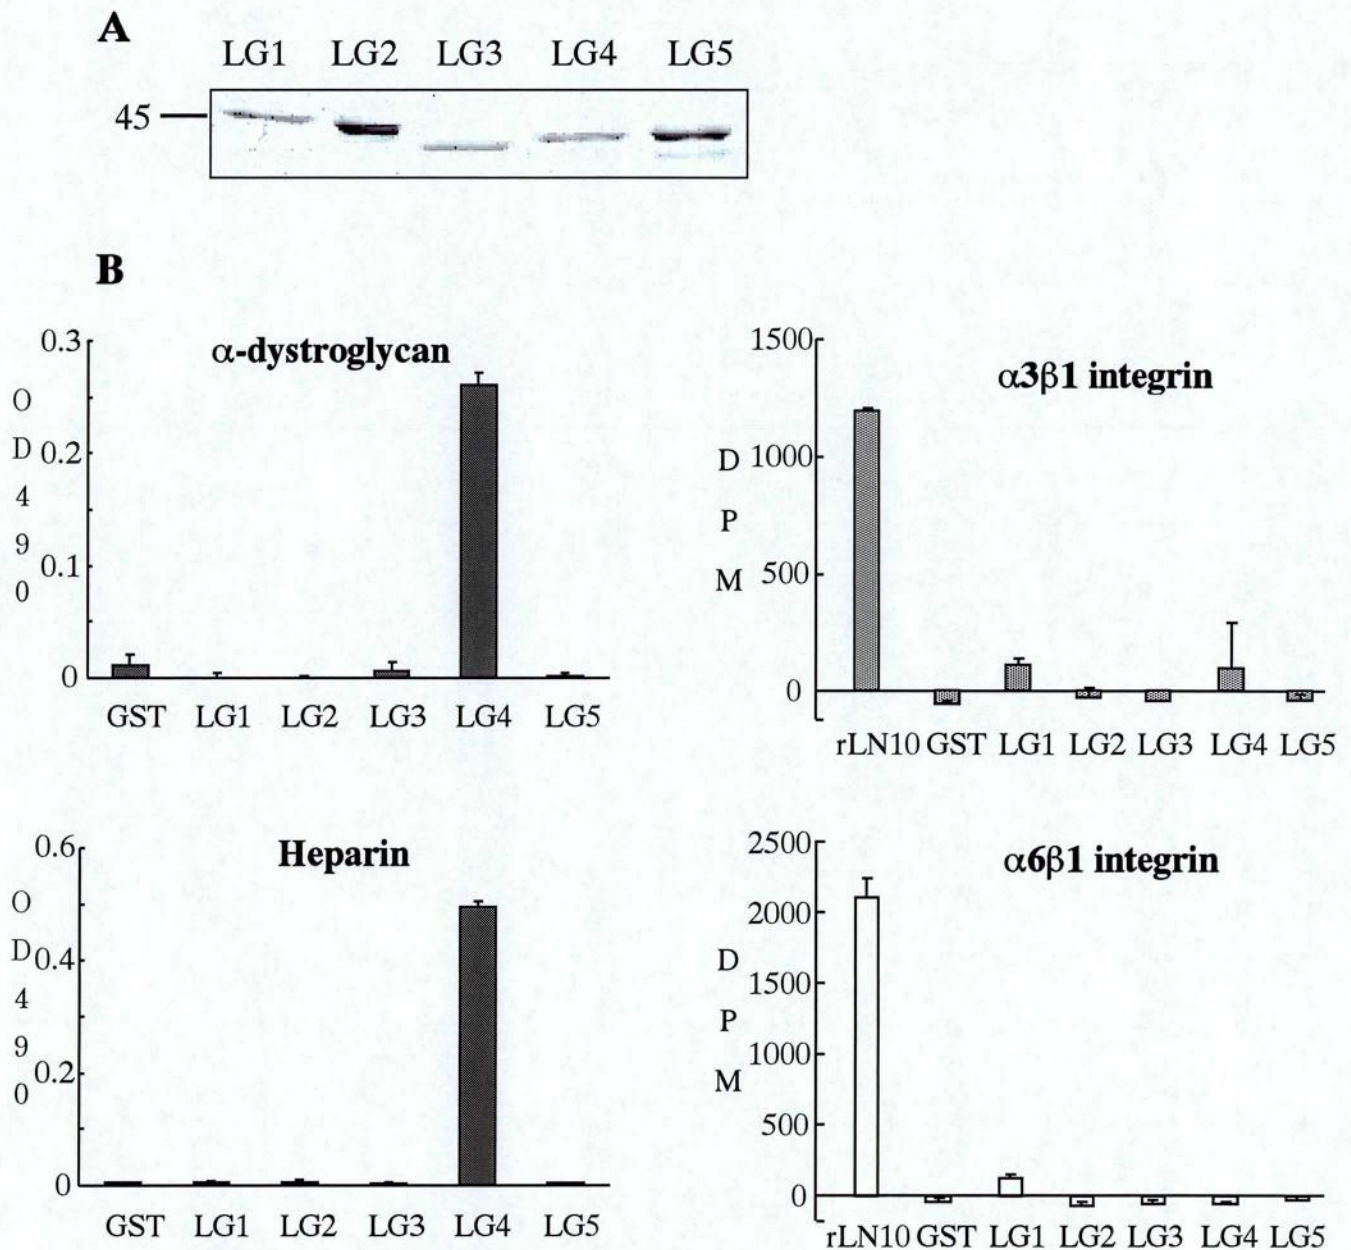 A
LG1 LG2 LG3 LG4 LG5
45
B
α-dystroglycan
0.3
0.2
0.1
0
O
D
4
9
0
GST LG1 LG2 LG3 LG4 LG5
α3β1 integrin
1500
1000
500
0
D
P
M
rLN10 GST LG1 LG2 LG3 LG4 LG5
Heparin
0.6
0.4
0.2
0
O
D
4
9
0
GST LG1 LG2 LG3 LG4 LG5
α6β1 integrin
2500
2000
1500
1000
500
0
D
P
M
rLN10 GST LG1 LG2 LG3 LG4 LG5